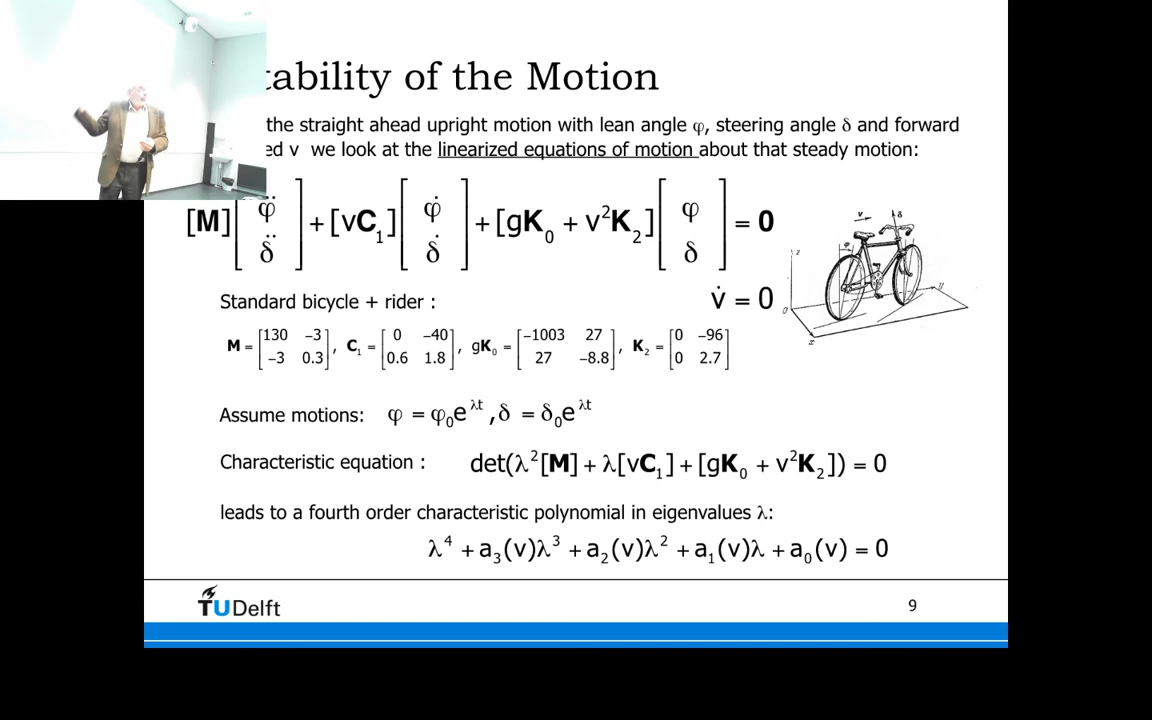 tability of the Motion
the straight ahead upright motion with lean angle φ, steering angle δ and forward
ed v we look at the linearized equations of motion about that steady motion:
[M][φ̈ δ̈] + [vC₁][φ̇ δ̇] + [gK₀ + v²K₂][φ δ] = 0
Standard bicycle + rider : v̇ = 0
M = [130 −3; −3 0.3], C₁ = [0 −40; 0.6 1.8], gK₀ = [−1003 27; 27 −8.8], K₂ = [0 −96; 0 2.7]
Assume motions: φ = φ₀e^λt , δ = δ₀e^λt
Characteristic equation : det(λ²[M] + λ[vC₁] + [gK₀ + v²K₂]) = 0
leads to a fourth order characteristic polynomial in eigenvalues λ:
λ⁴ + a₃(v)λ³ + a₂(v)λ² + a₁(v)λ + a₀(v) = 0
TUDelft
9